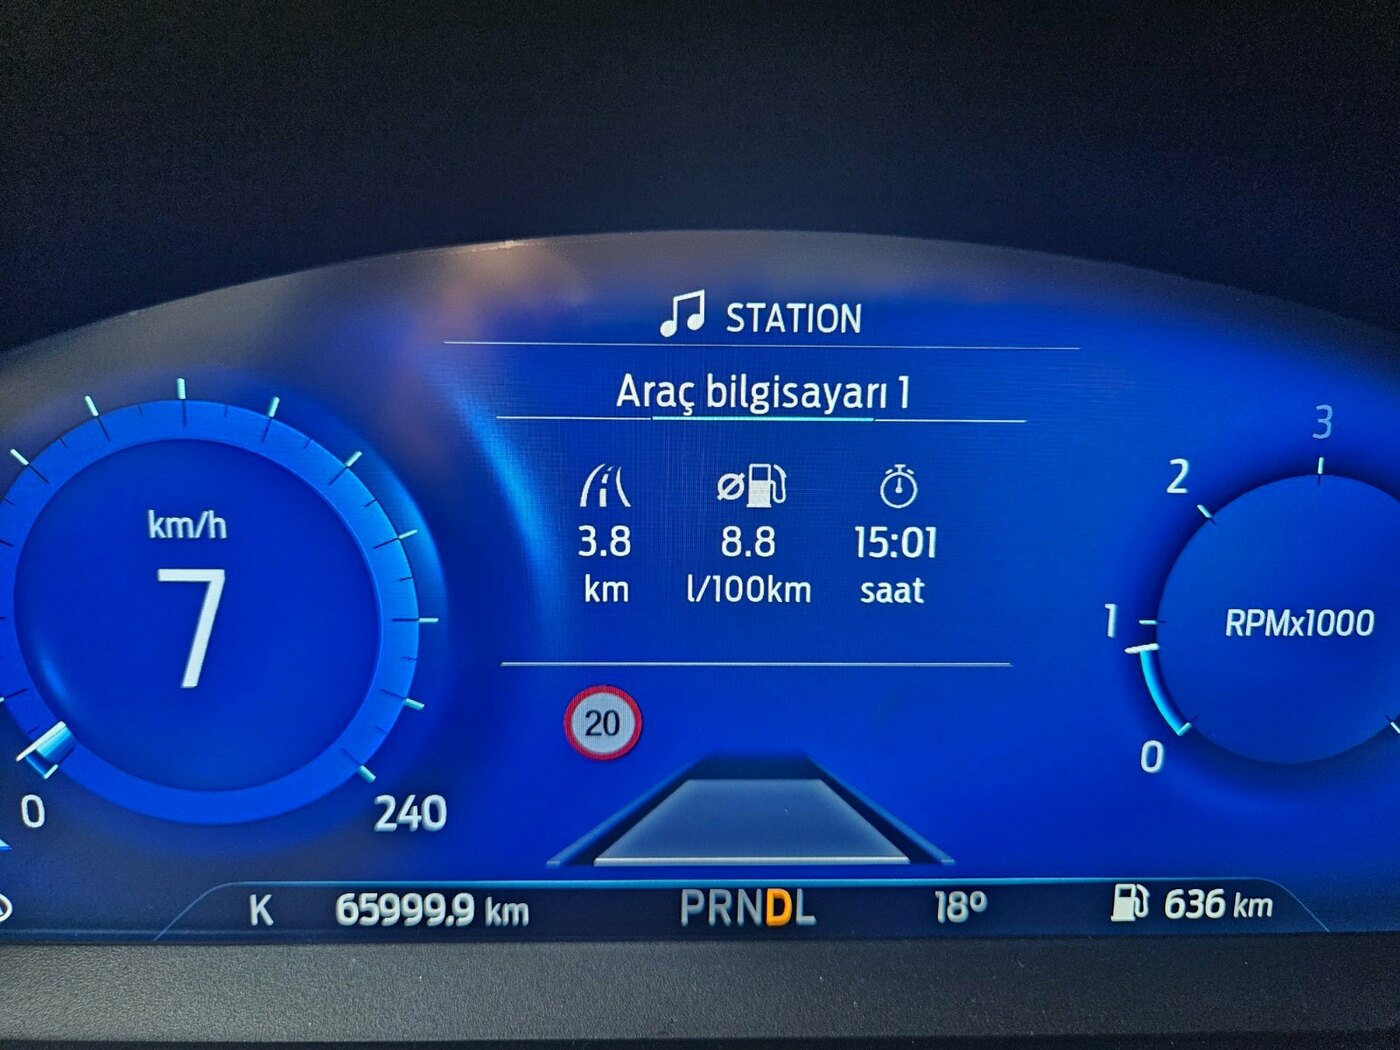 STATION
Araç bilgisayarı 1
3.8 8.8 15:01
km l/100km saat
20
km/h
7
0
240
3
2
1
RPMx1000
0
K 65999.9 km PRNDL 18° 636 km